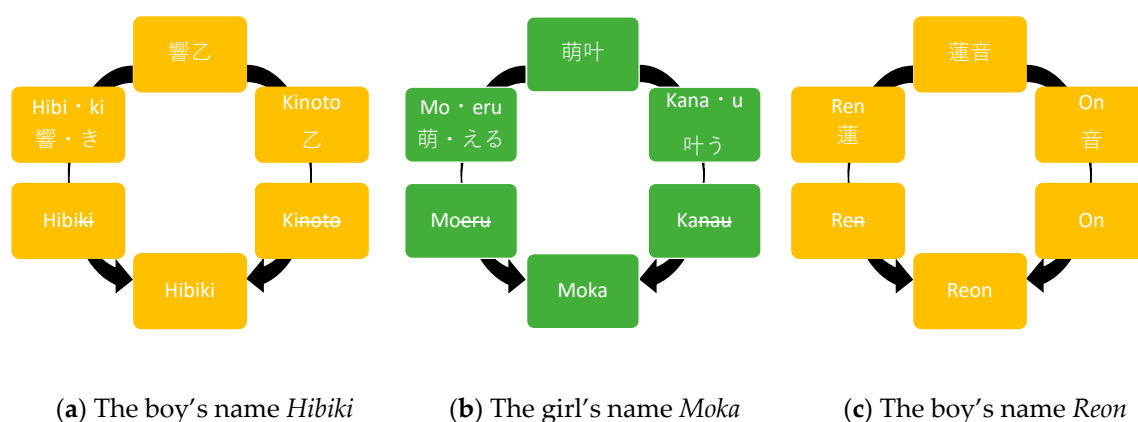 響乙
Hibi・ki
響・き
Kinoto
乙
Hibiki
Kinoto
Hibiki
萌叶
Mo・eru
萌・える
Kana・u
叶う
Moeru
Kanau
Moka
蓮音
Ren
蓮
On
音
Ren
On
Reon
(a) The boy’s name Hibiki
(b) The girl’s name Moka
(c) The boy’s name Reon